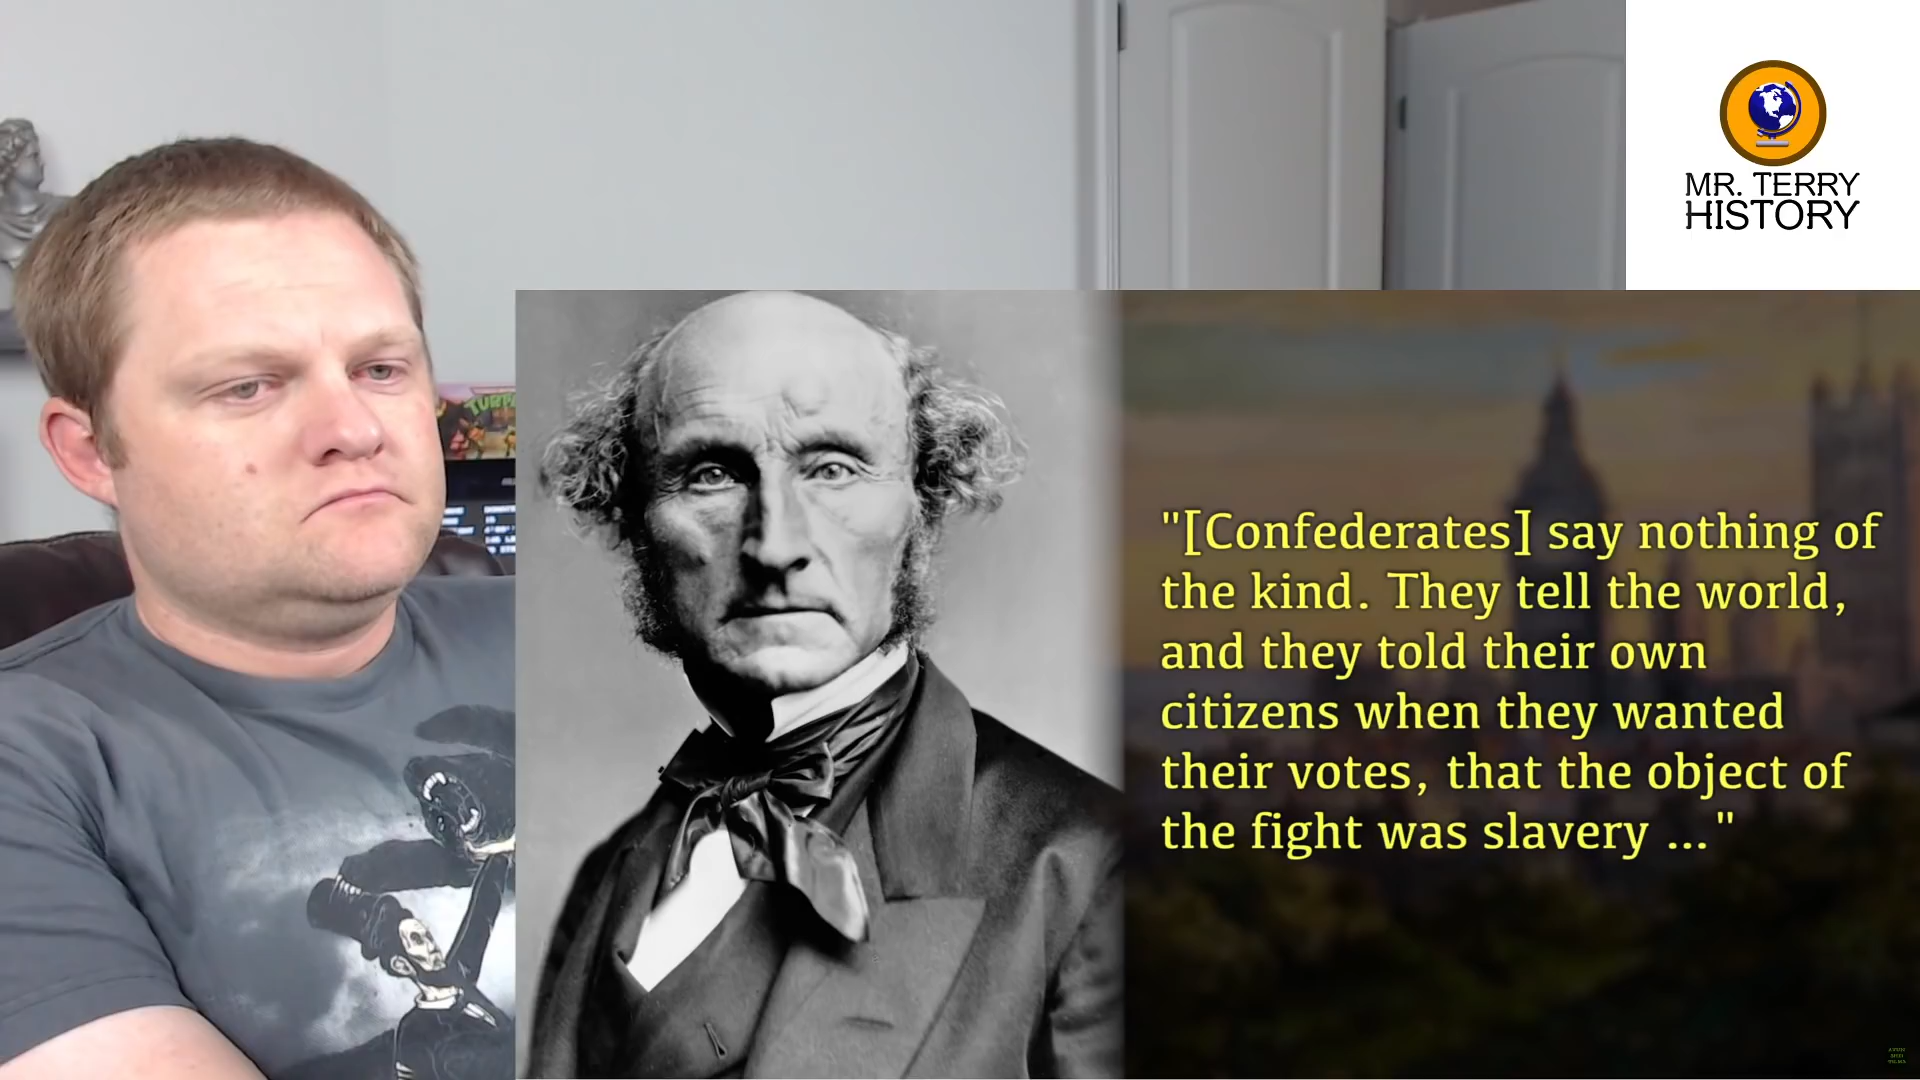 MR. TERRY
HISTORY
TURT
"[Confederates] say nothing of
the kind. They tell the world,
and they told their own
citizens when they wanted
their votes, that the object of
the fight was slavery ..."